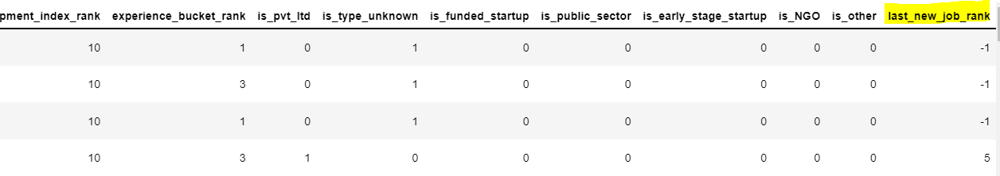 pment_index_rank experience_bucket_rank is_pvt_ltd is_type_unknown is_funded_startup is_public_sector is_early_stage_startup is_NGO is_other last_new_job_rank
10 1 0 1 0 0 0 0 0 -1
10 3 0 1 0 0 0 0 0 -1
10 1 0 1 0 0 0 0 0 -1
10 3 1 0 0 0 0 0 0 5